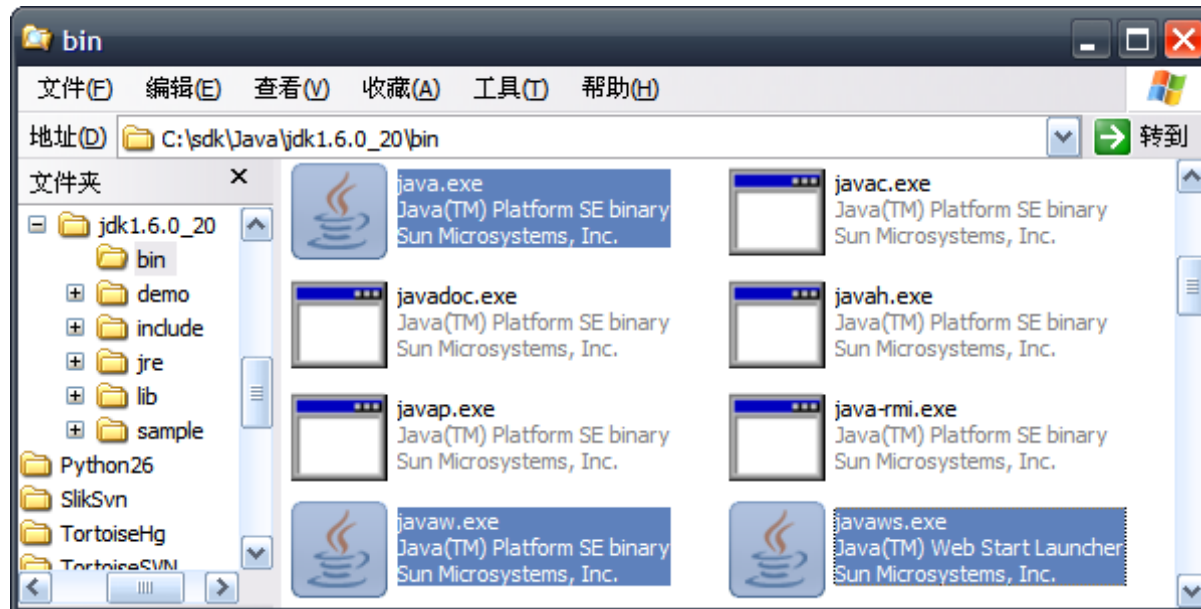 bin
文件(F) 编辑(E) 查看(V) 收藏(A) 工具(T) 帮助(H)
地址(D) C:\sdk\Java\jdk1.6.0_20\bin 转到
文件夹
jdk1.6.0_20
bin
demo
include
jre
lib
sample
Python26
SlikSvn
TortoiseHg
TortoiseSVN
java.exe
Java(TM) Platform SE binary
Sun Microsystems, Inc.
javac.exe
Java(TM) Platform SE binary
Sun Microsystems, Inc.
javadoc.exe
Java(TM) Platform SE binary
Sun Microsystems, Inc.
javah.exe
Java(TM) Platform SE binary
Sun Microsystems, Inc.
javap.exe
Java(TM) Platform SE binary
Sun Microsystems, Inc.
java-rmi.exe
Java(TM) Platform SE binary
Sun Microsystems, Inc.
javaw.exe
Java(TM) Platform SE binary
Sun Microsystems, Inc.
javaws.exe
Java(TM) Web Start Launcher
Sun Microsystems, Inc.